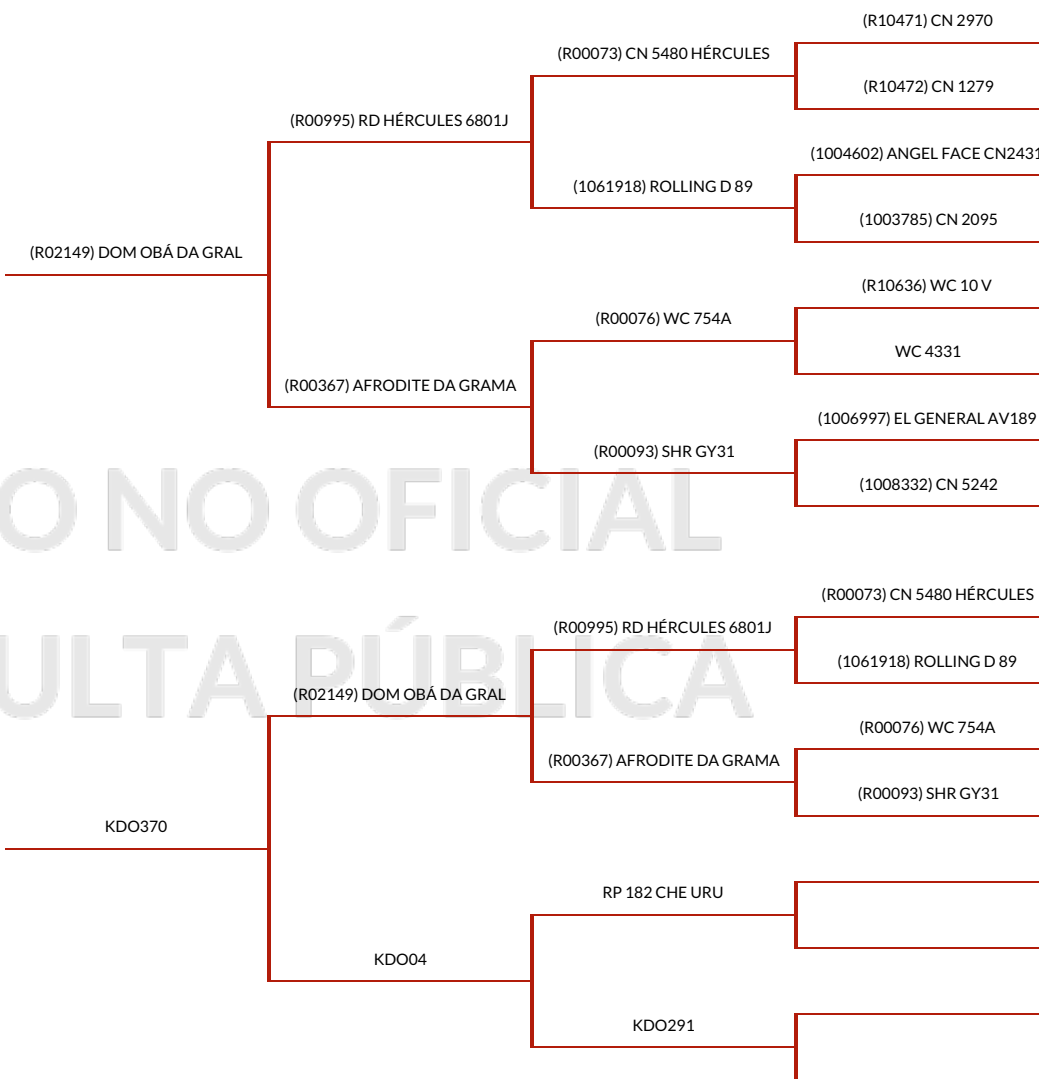 (R10471) CN 2970
(R00073) CN 5480 HÉRCULES
(R10472) CN 1279
(R00995) RD HÉRCULES 6801J
(1004602) ANGEL FACE CN2431
(1061918) ROLLING D 89
(1003785) CN 2095
(R02149) DOM OBÁ DA GRAL
(R10636) WC 10 V
(R00076) WC 754A
WC 4331
(R00367) AFRODITE DA GRAMA
(1006997) EL GENERAL AV189
(R00093) SHR GY31
(1008332) CN 5242
O NO OFICIAL
(R00073) CN 5480 HÉRCULES
(R00995) RD HÉRCULES 6801J
(1061918) ROLLING D 89
ULTA PÚBLICA
(R02149) DOM OBÁ DA GRAL
(R00076) WC 754A
(R00367) AFRODITE DA GRAMA
(R00093) SHR GY31
KDO370
RP 182 CHE URU
KDO04
KDO291